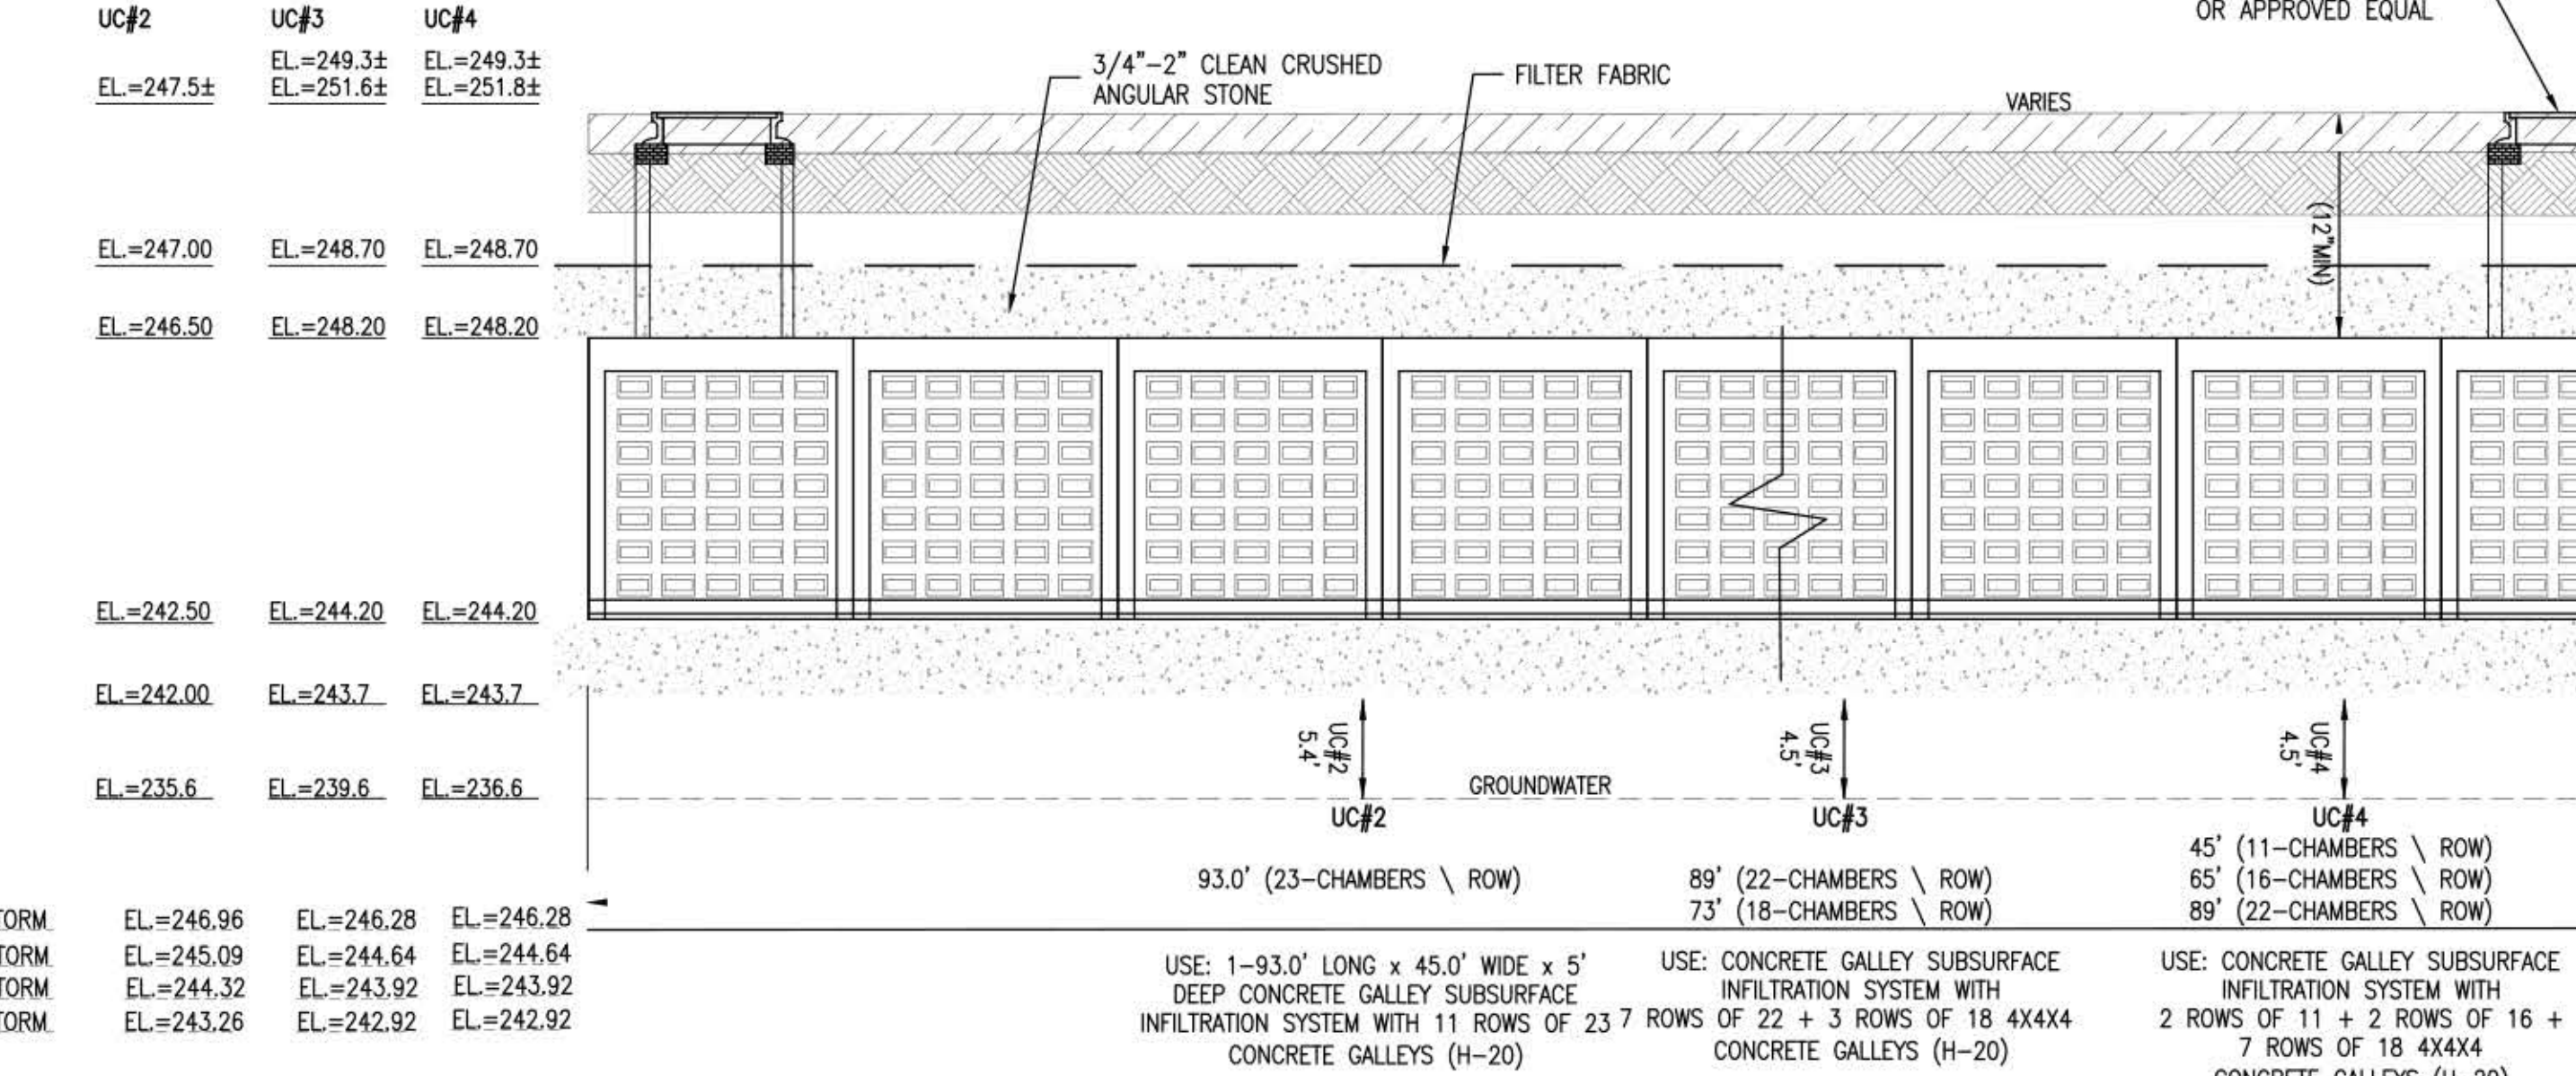 UC#2 UC#3 UC#4
EL.=249.3± EL.=249.3±
EL.=247.5± EL.=251.6± EL.=251.8±
OR APPROVED EQUAL
3/4"-2" CLEAN CRUSHED
ANGULAR STONE
FILTER FABRIC
VARIES
(12"MIN)
EL.=247.00 EL.=248.70 EL.=248.70
EL.=246.50 EL.=248.20 EL.=248.20
EL.=242.50 EL.=244.20 EL.=244.20
EL.=242.00 EL.=243.7 EL.=243.7
UC#2
5.4'
UC#3
4.5'
UC#4
4.5'
EL.=235.6 EL.=239.6 EL.=236.6
GROUNDWATER
UC#2
93.0' (23-CHAMBERS \ ROW)
UC#3
89' (22-CHAMBERS \ ROW)
73' (18-CHAMBERS \ ROW)
UC#4
45' (11-CHAMBERS \ ROW)
65' (16-CHAMBERS \ ROW)
89' (22-CHAMBERS \ ROW)
TORM EL.=246.96 EL.=246.28 EL.=246.28
TORM EL.=245.09 EL.=244.64 EL.=244.64
TORM EL.=244.32 EL.=243.92 EL.=243.92
TORM EL.=243.26 EL.=242.92 EL.=242.92
USE: 1-93.0' LONG x 45.0' WIDE x 5'
DEEP CONCRETE GALLEY SUBSURFACE
INFILTRATION SYSTEM WITH 11 ROWS OF 23
CONCRETE GALLEYS (H-20)
USE: CONCRETE GALLEY SUBSURFACE
INFILTRATION SYSTEM WITH
7 ROWS OF 22 + 3 ROWS OF 18 4X4X4
CONCRETE GALLEYS (H-20)
USE: CONCRETE GALLEY SUBSURFACE
INFILTRATION SYSTEM WITH
2 ROWS OF 11 + 2 ROWS OF 16 +
7 ROWS OF 18 4X4X4
CONCRETE GALLEYS (H-20)